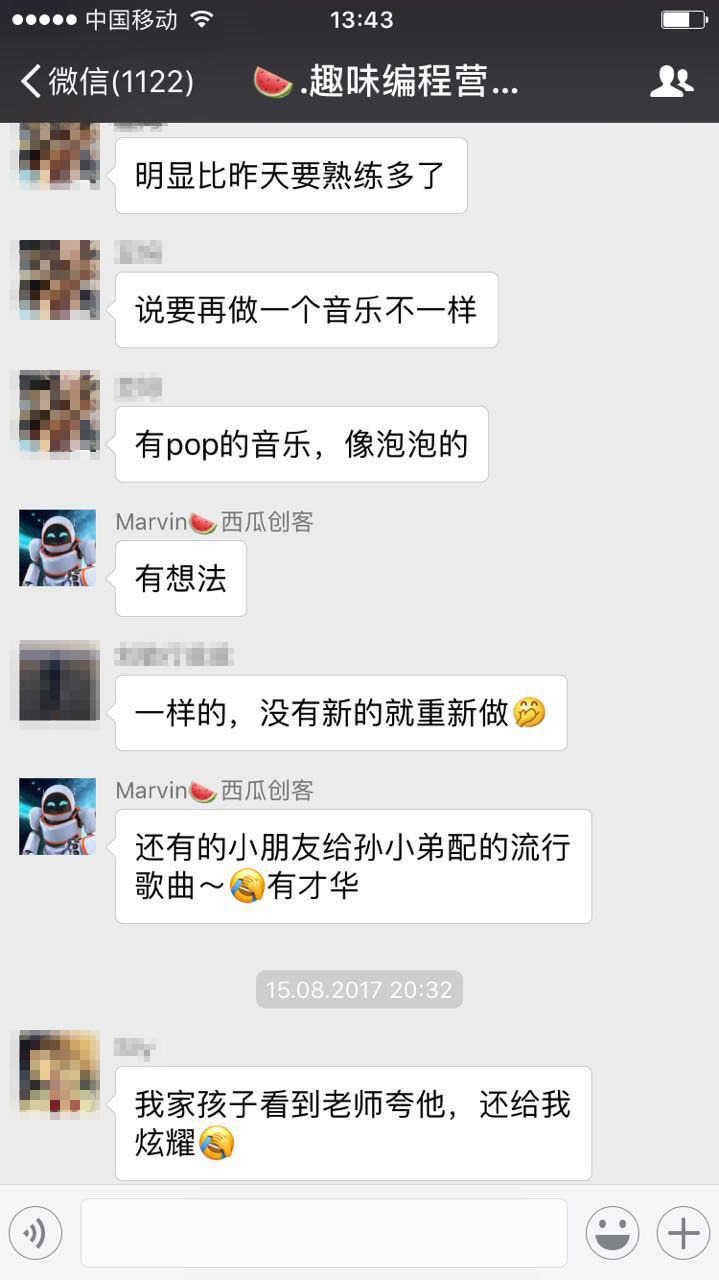 中国移动
13:43
微信(1122)
.趣味编程营...
明显比昨天要熟练多了
说要再做一个音乐不一样
有pop的音乐，像泡泡的
Marvin🍉西瓜创客
有想法
一样的，没有新的就重新做🤭
Marvin🍉西瓜创客
还有的小朋友给孙小弟配的流行
歌曲～🤣有才华
15.08.2017 20:32
我家孩子看到老师夸他，还给我
炫耀🤣